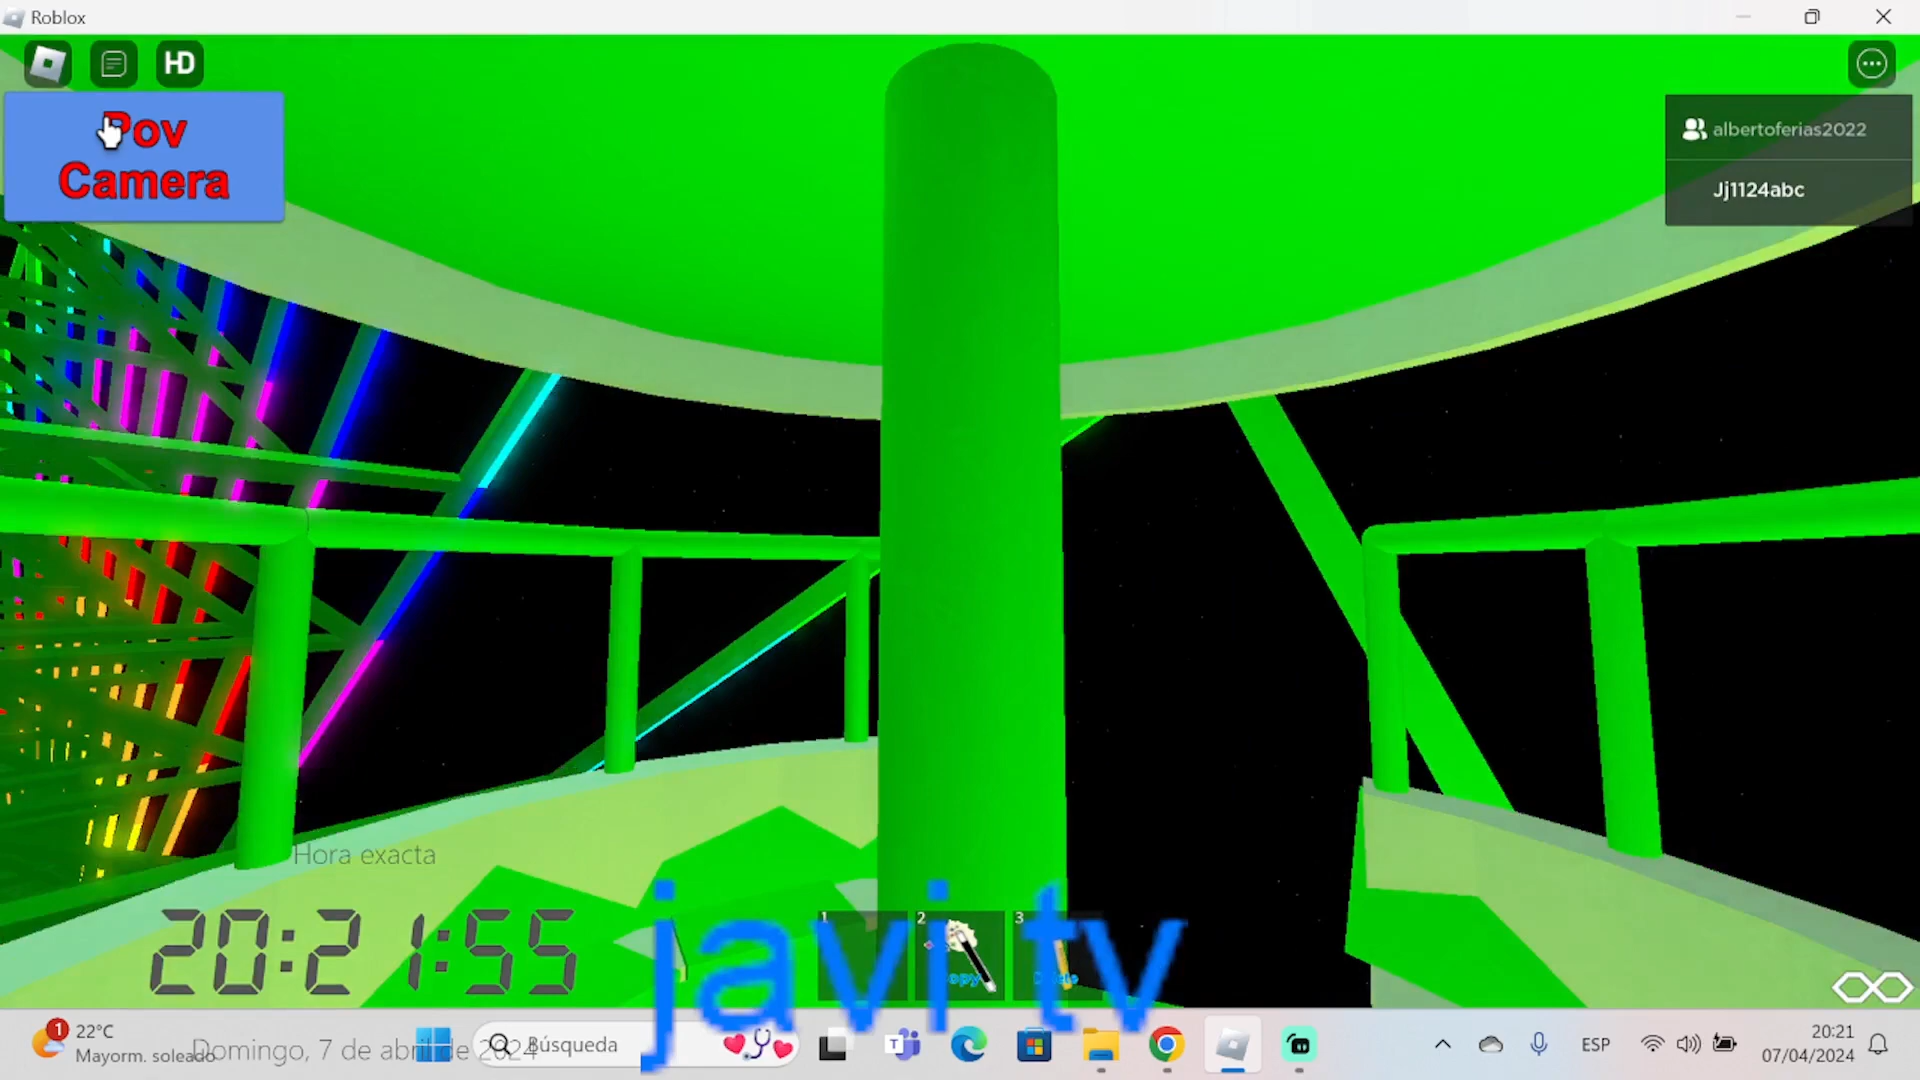 Roblox
HD
Pov
Camera
albertoferias2022
Jj1124abc
Hora exacta
20:21:55
1
2
3
javi tv
1
22°C
Mayorm. soleado
Domingo, 7 de abril de 2024
Búsqueda
ESP
20:21
07/04/2024